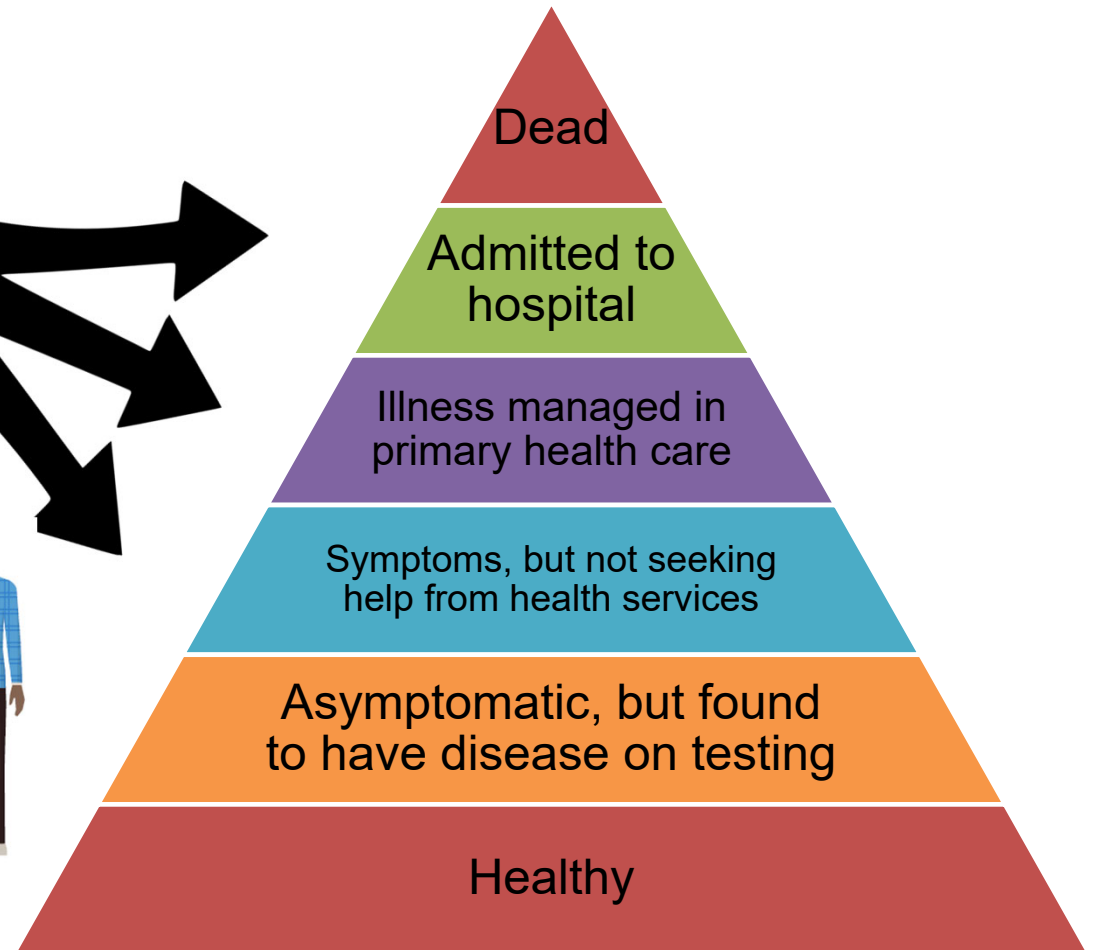 Dead
Admitted to
hospital
Illness managed in
primary health care
Symptoms, but not seeking
help from health services
Asymptomatic, but found
to have disease on testing
Healthy